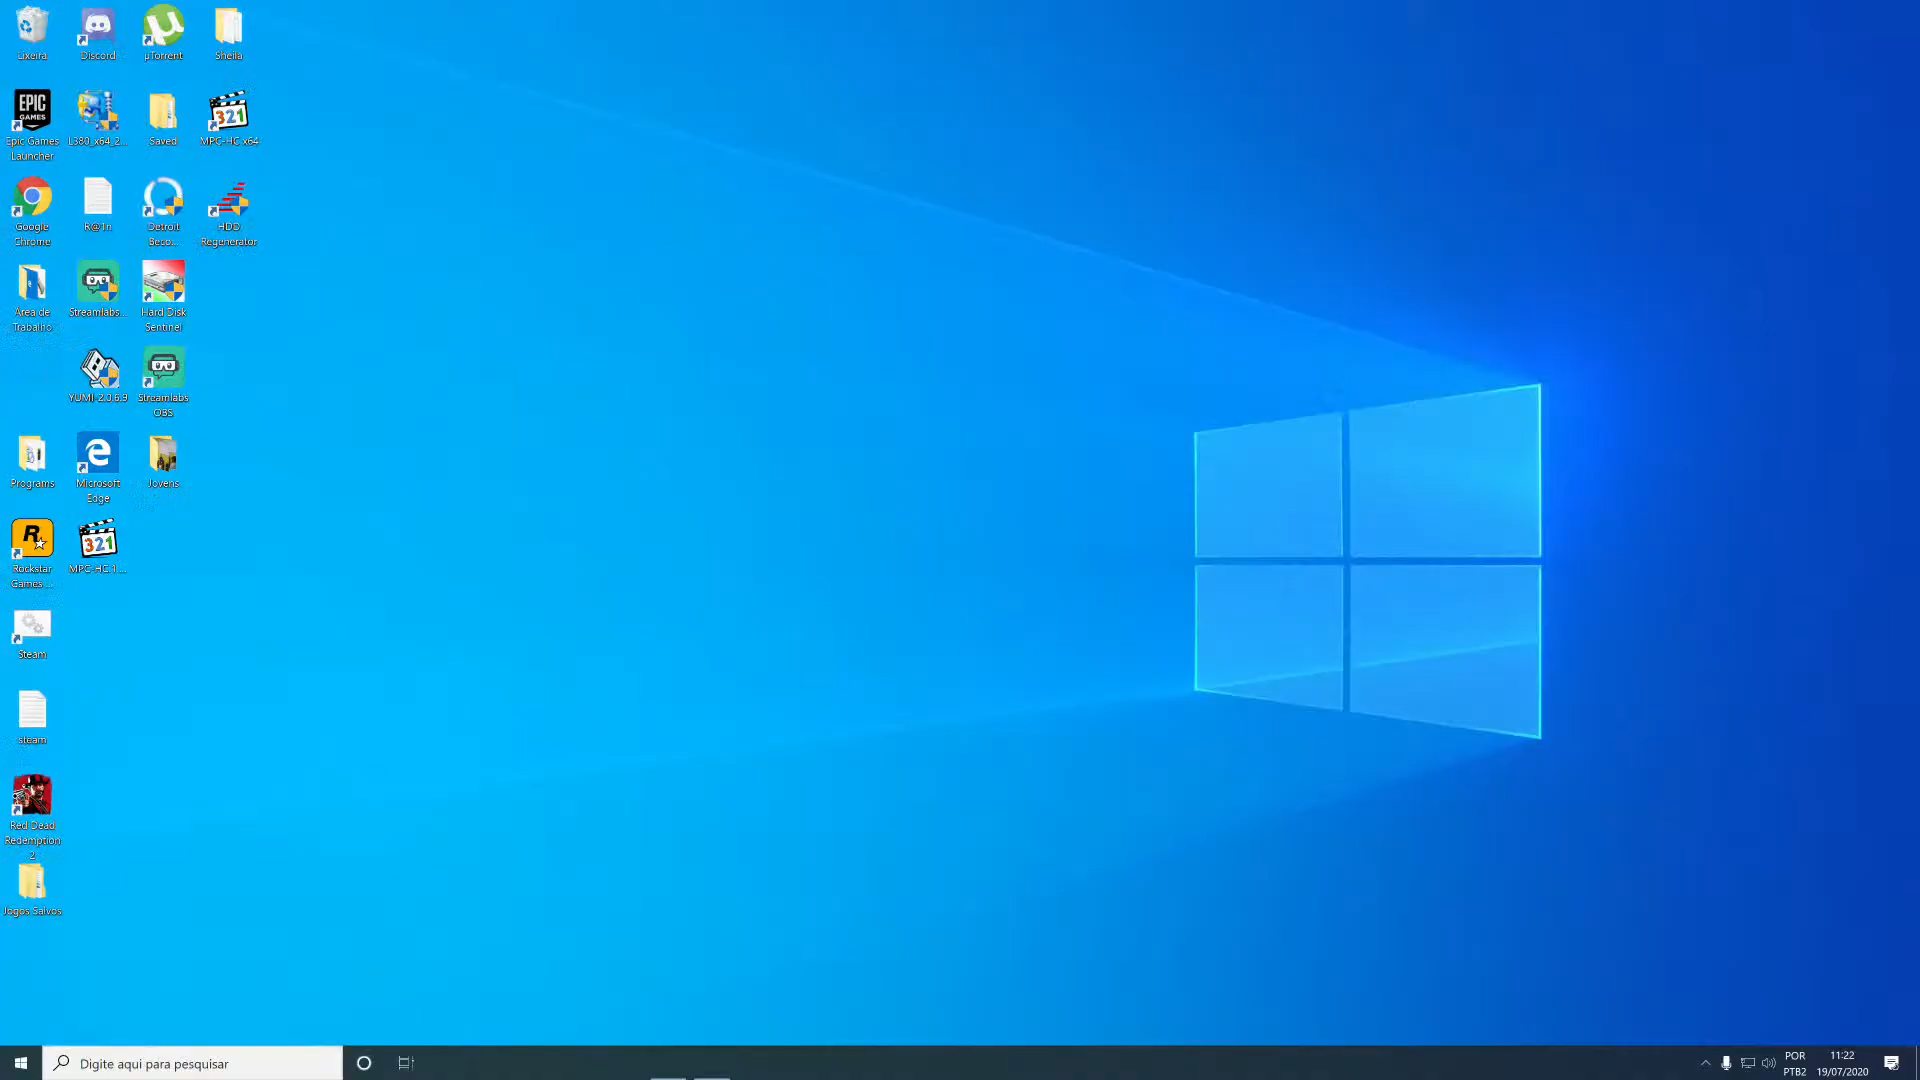 Lixeira
Discord
µTorrent
Sheila
EPIC
GAMES
Epic Games
Launcher
L380_x64_2...
Saved
321
MPC-HC x64
Google
Chrome
R@1n
Detroit
Beco...
HDD
Regenerator
Área de
Trabalho
Streamlabs...
Hard Disk
Sentinel
YUMI-2.0.6.9
Streamlabs
OBS
Programs
Microsoft
Edge
Jovens
Rockstar
Games ...
321
MPC-HC.1...
Steam
steam
Red Dead
Redemption
2
Jogos Salvos
Digite aqui para pesquisar
POR
PTB2
11:22
19/07/2020